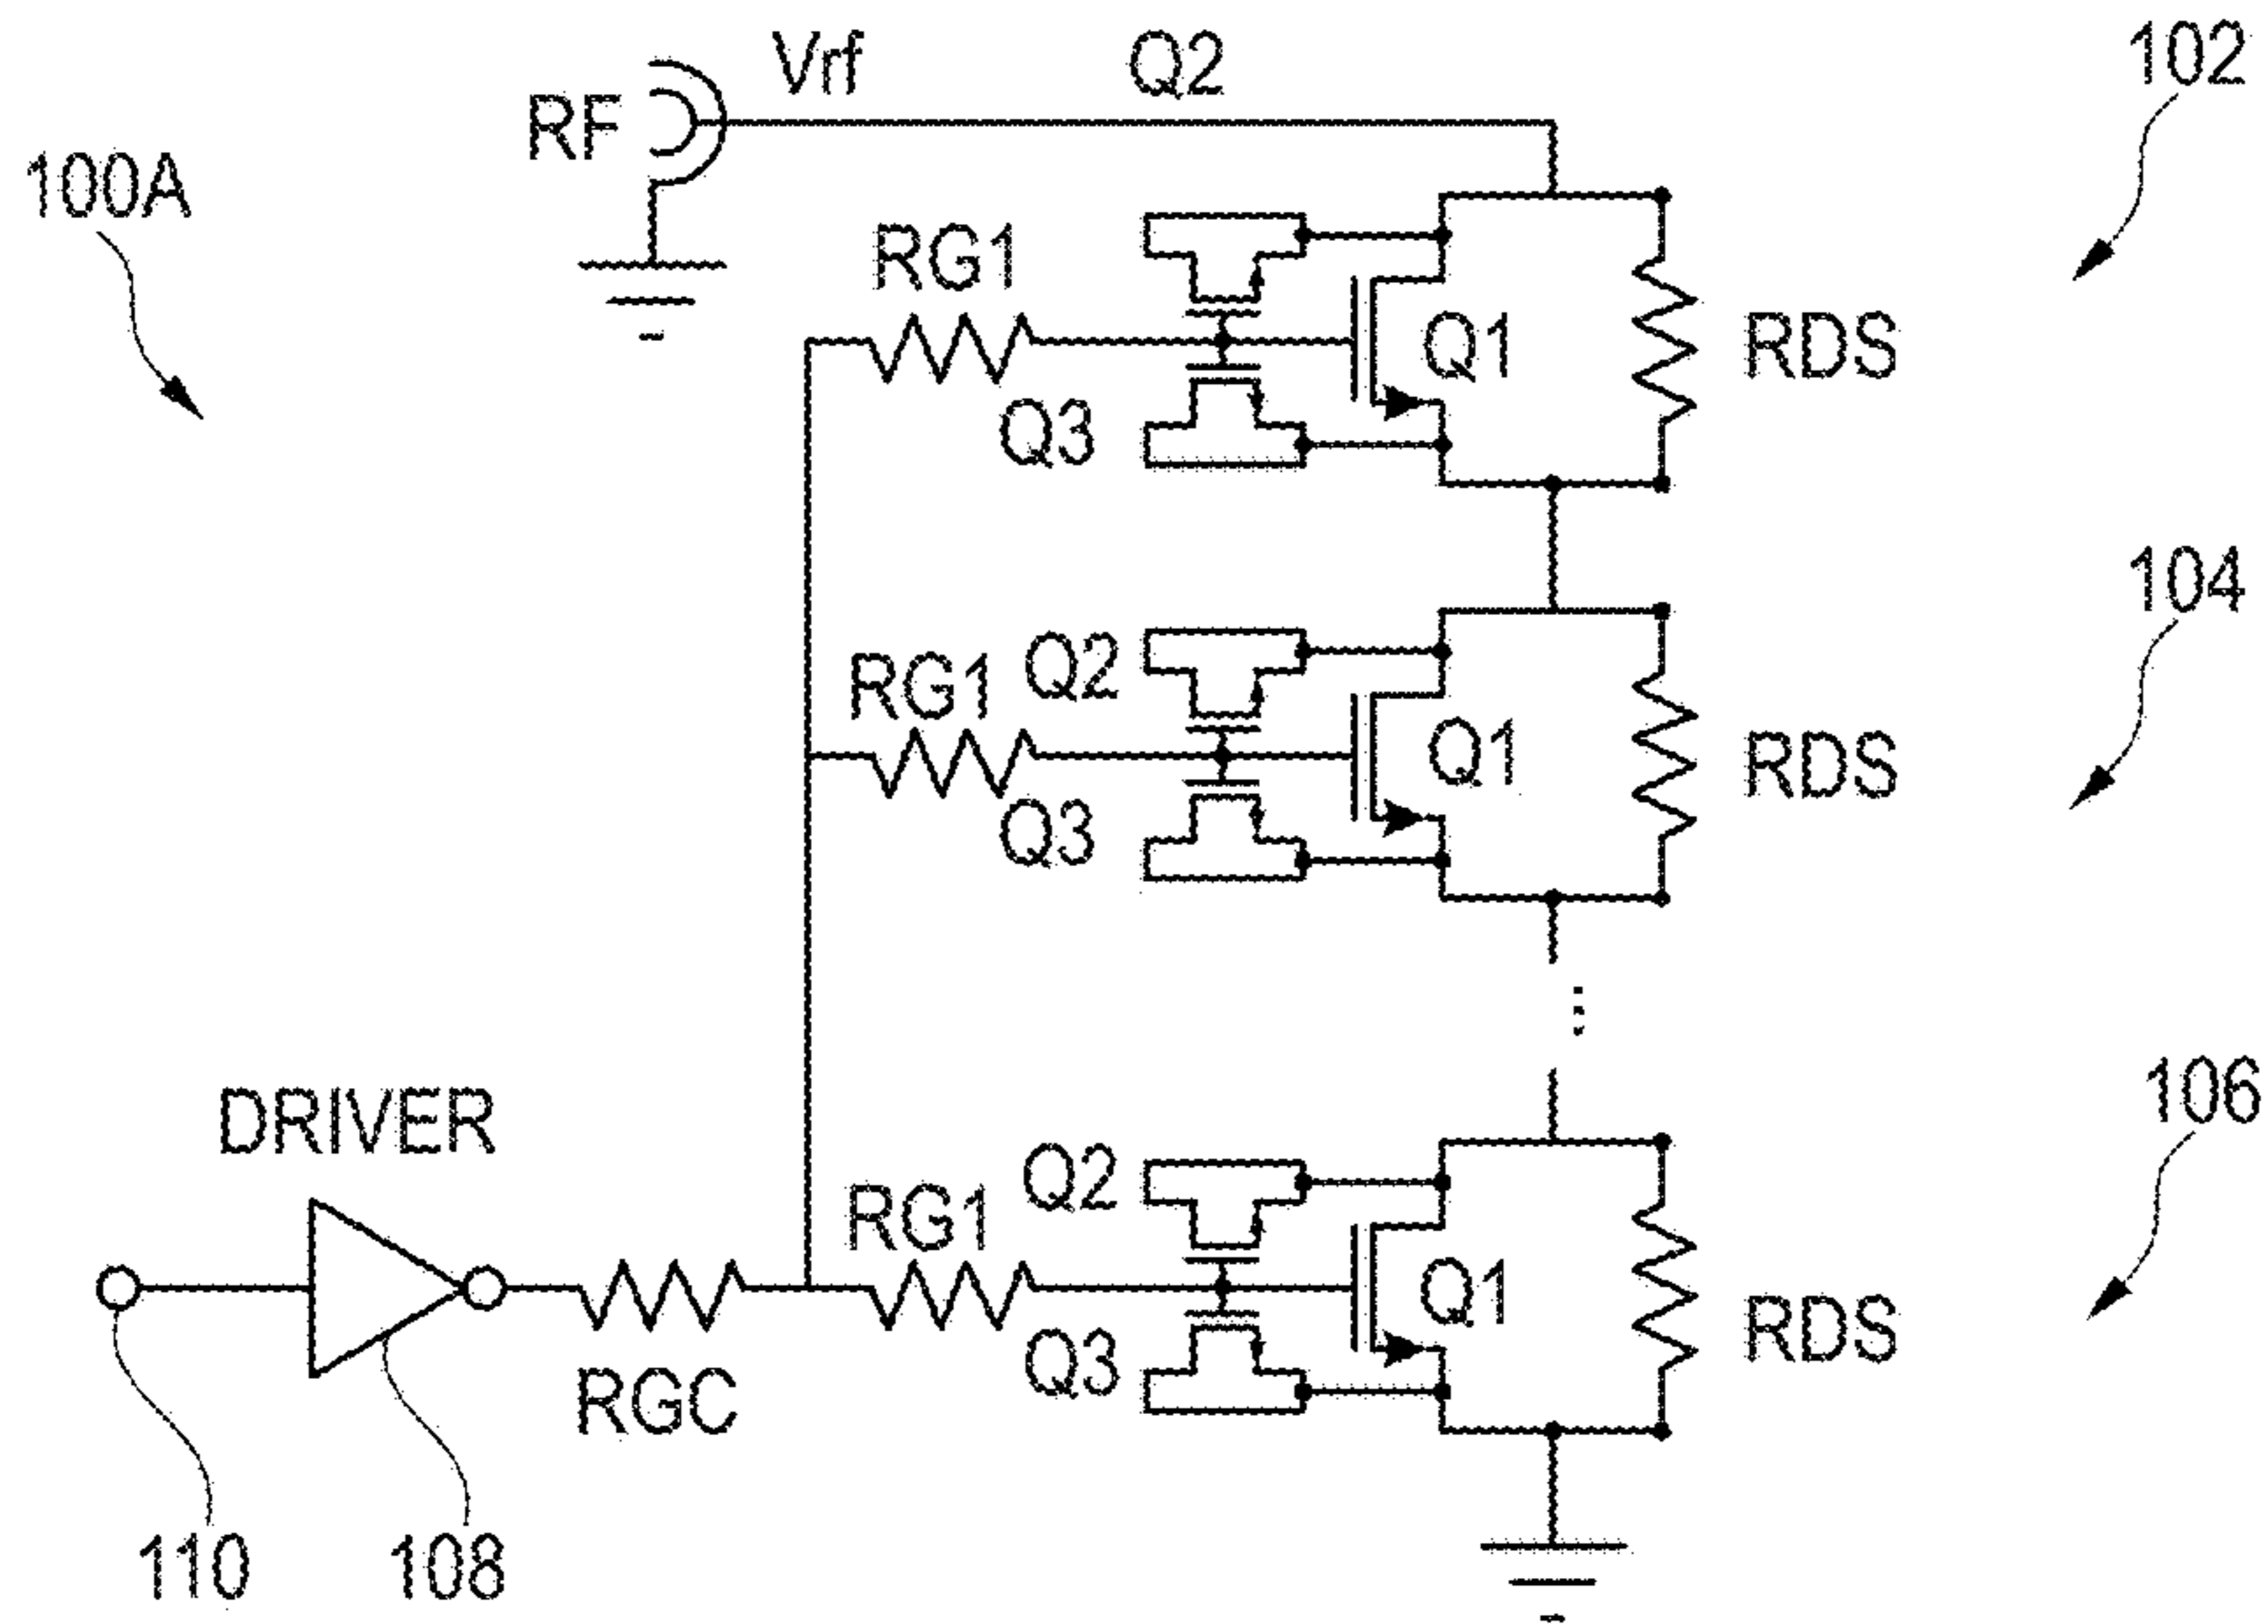 Vrf
Q2
102
RF
100A
RG1
Q1
RDS
Q3
104
Q2
RG1
Q1
RDS
Q3
106
DRIVER
Q2
RG1
Q1
RDS
Q3
RGC
110
108